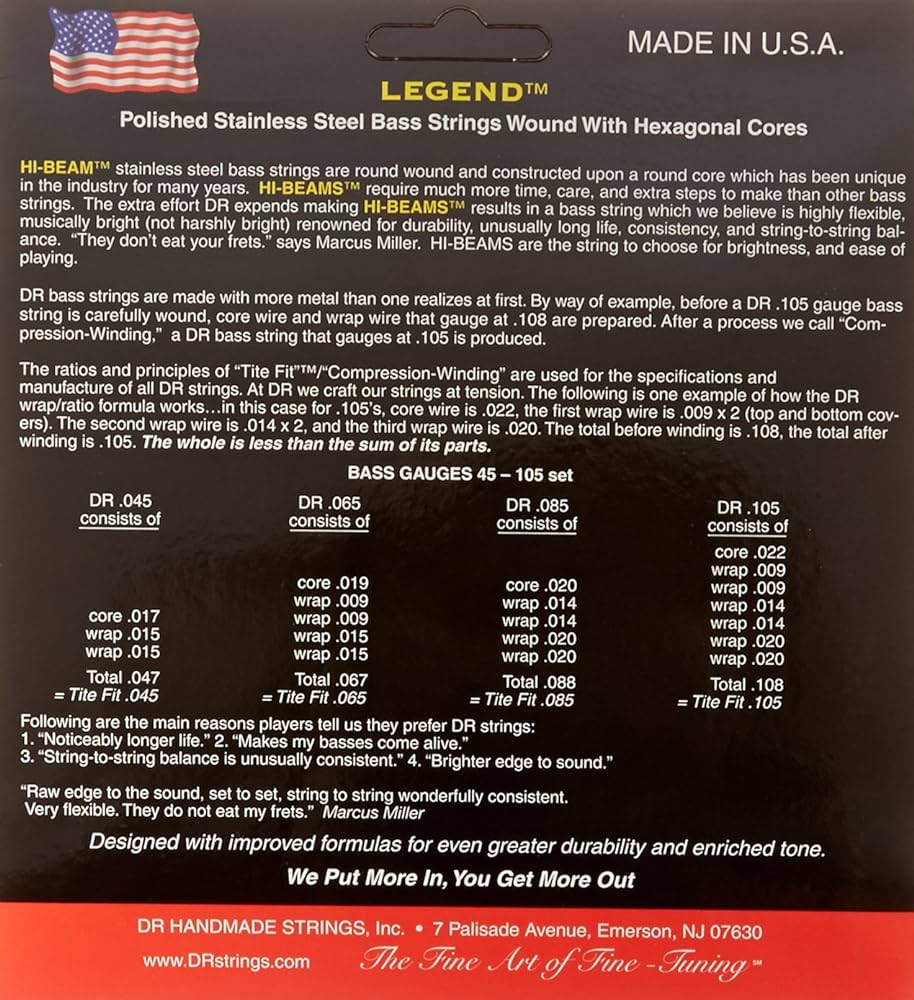 MADE IN U.S.A.
LEGEND™
Polished Stainless Steel Bass Strings Wound With Hexagonal Cores
HI-BEAM™ stainless steel bass strings are round wound and constructed upon a round core which has been unique
in the industry for many years. HI-BEAMS™ require much more time, care, and extra steps to make than other bass
strings. The extra effort DR expends making HI-BEAMS™ results in a bass string which we believe is highly flexible,
musically bright (not harshly bright) renowned for durability, unusually long life, consistency, and string-to-string bal-
ance. “They don’t eat your frets.” says Marcus Miller. HI-BEAMS are the string to choose for brightness, and ease of
playing.
DR bass strings are made with more metal than one realizes at first. By way of example, before a DR .105 gauge bass
string is carefully wound, core wire and wrap wire that gauge at .108 are prepared. After a process we call “Com-
pression-Winding,” a DR bass string that gauges at .105 is produced.
The ratios and principles of “Tite Fit”™/“Compression-Winding” are used for the specifications and
manufacture of all DR strings. At DR we craft our strings at tension. The following is one example of how the DR
wrap/ratio formula works...in this case for .105’s, core wire is .022, the first wrap wire is .009 x 2 (top and bottom cov-
ers). The second wrap wire is .014 x 2, and the third wrap wire is .020. The total before winding is .108, the total after
winding is .105. The whole is less than the sum of its parts.
BASS GAUGES 45 – 105 set
DR .045
consists of
core .017
wrap .015
wrap .015
Total .047
= Tite Fit .045
DR .065
consists of
core .019
wrap .009
wrap .009
wrap .015
wrap .015
Total .067
= Tite Fit .065
DR .085
consists of
core .020
wrap .014
wrap .014
wrap .020
wrap .020
Total .088
= Tite Fit .085
DR .105
consists of
core .022
wrap .009
wrap .009
wrap .014
wrap .014
wrap .020
wrap .020
Total .108
= Tite Fit .105
Following are the main reasons players tell us they prefer DR strings:
1. “Noticeably longer life.” 2. “Makes my basses come alive.”
3. “String-to-string balance is unusually consistent.” 4. “Brighter edge to sound.”
“Raw edge to the sound, set to set, string to string wonderfully consistent.
Very flexible. They do not eat my frets.” Marcus Miller
Designed with improved formulas for even greater durability and enriched tone.
We Put More In, You Get More Out
DR HANDMADE STRINGS, Inc. • 7 Palisade Avenue, Emerson, NJ 07630
www.DRstrings.com The Fine Art of Fine-Tuning℠